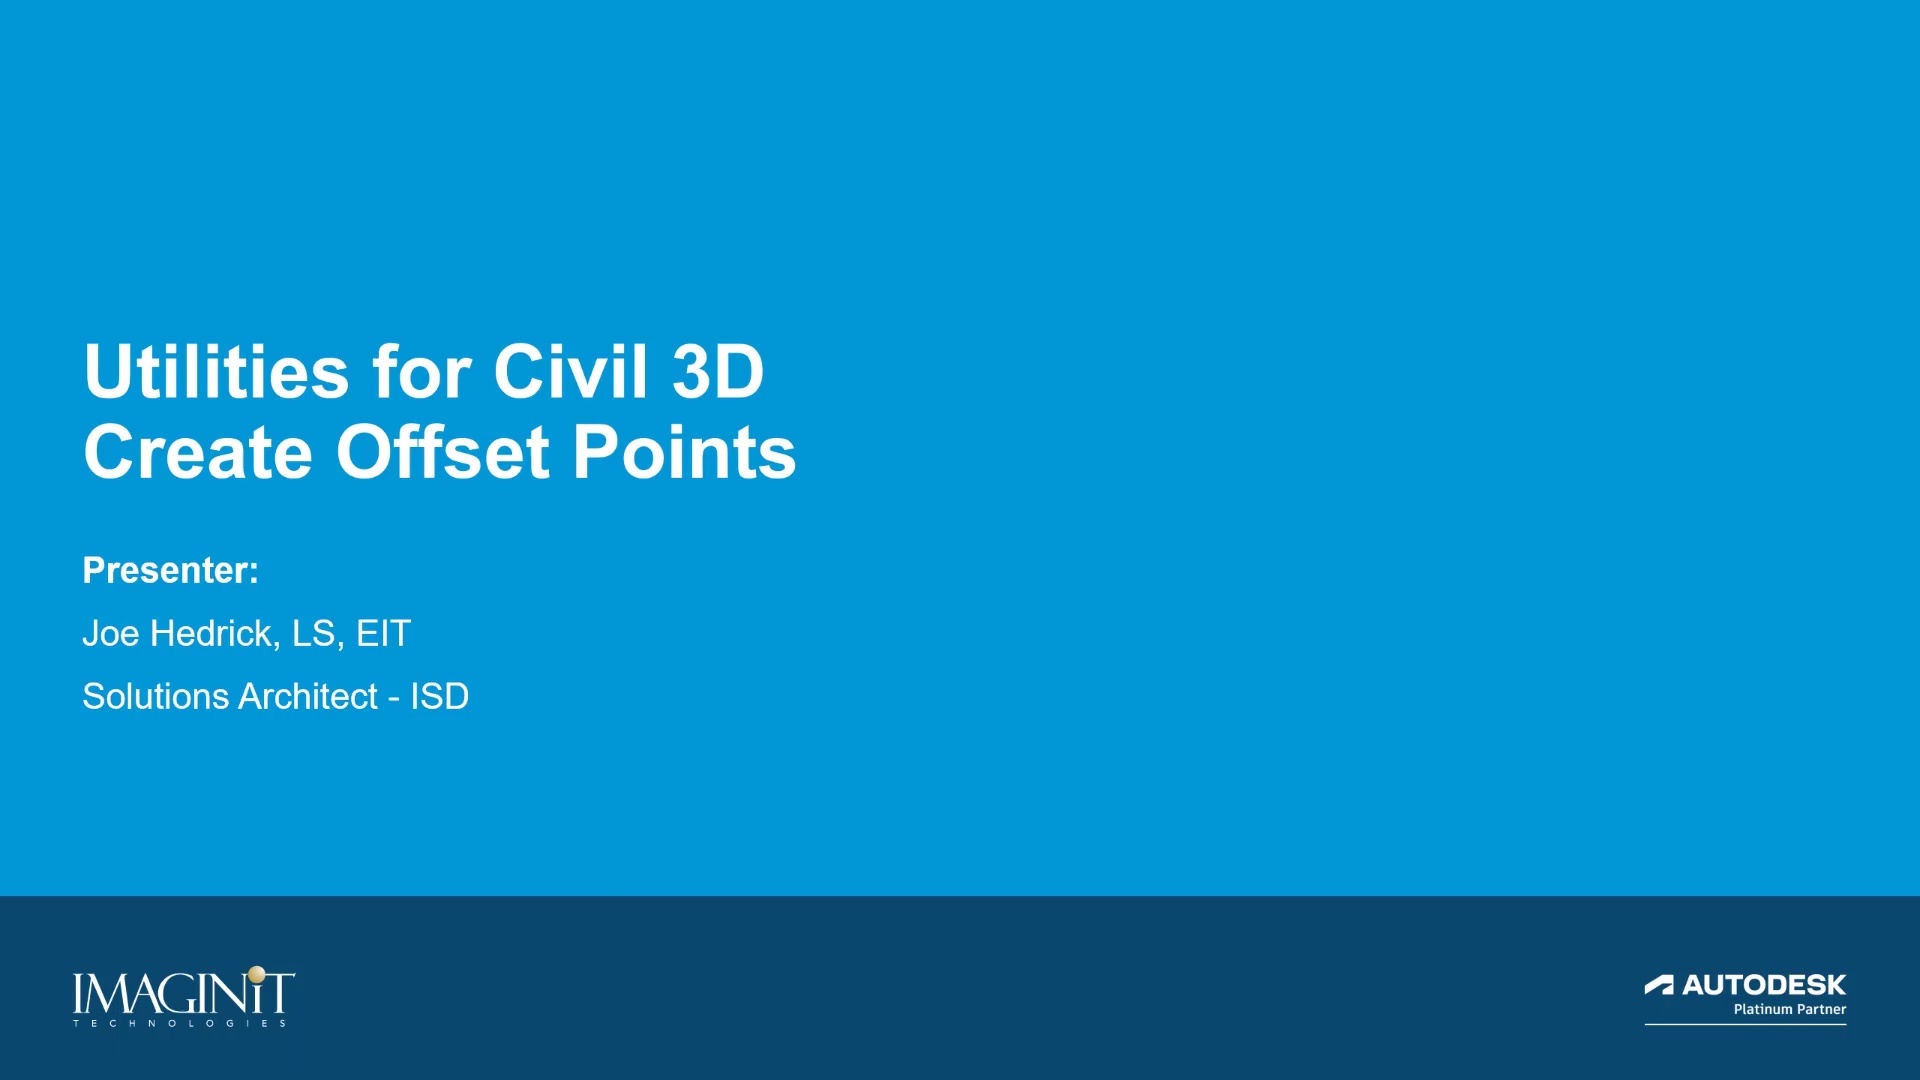 Utilities for Civil 3D
Create Offset Points
Presenter:
Joe Hedrick, LS, EIT
Solutions Architect - ISD
IMAGINiT
TECHNOLOGIES
AUTODESK
Platinum Partner